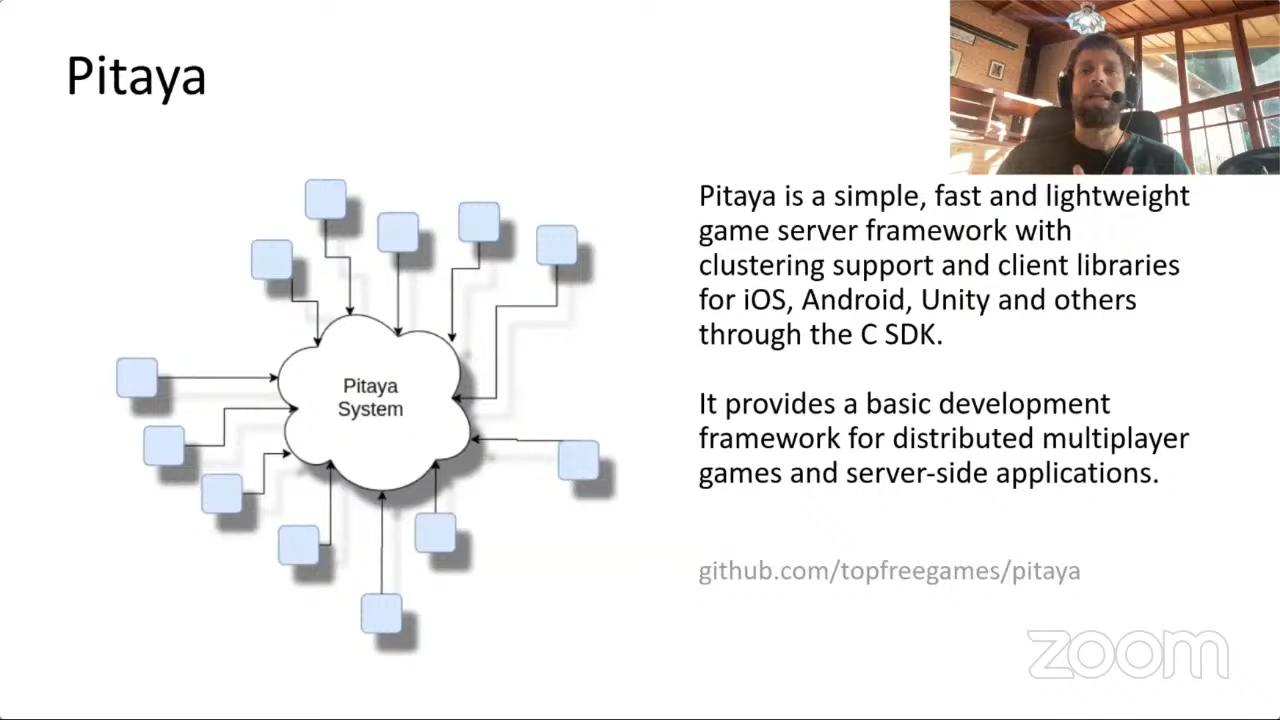 Pitaya
Pitaya is a simple, fast and lightweight
game server framework with
clustering support and client libraries
for iOS, Android, Unity and others
through the C SDK.
It provides a basic development
framework for distributed multiplayer
games and server-side applications.
github.com/topfreegames/pitaya
Pitaya
System
zoom